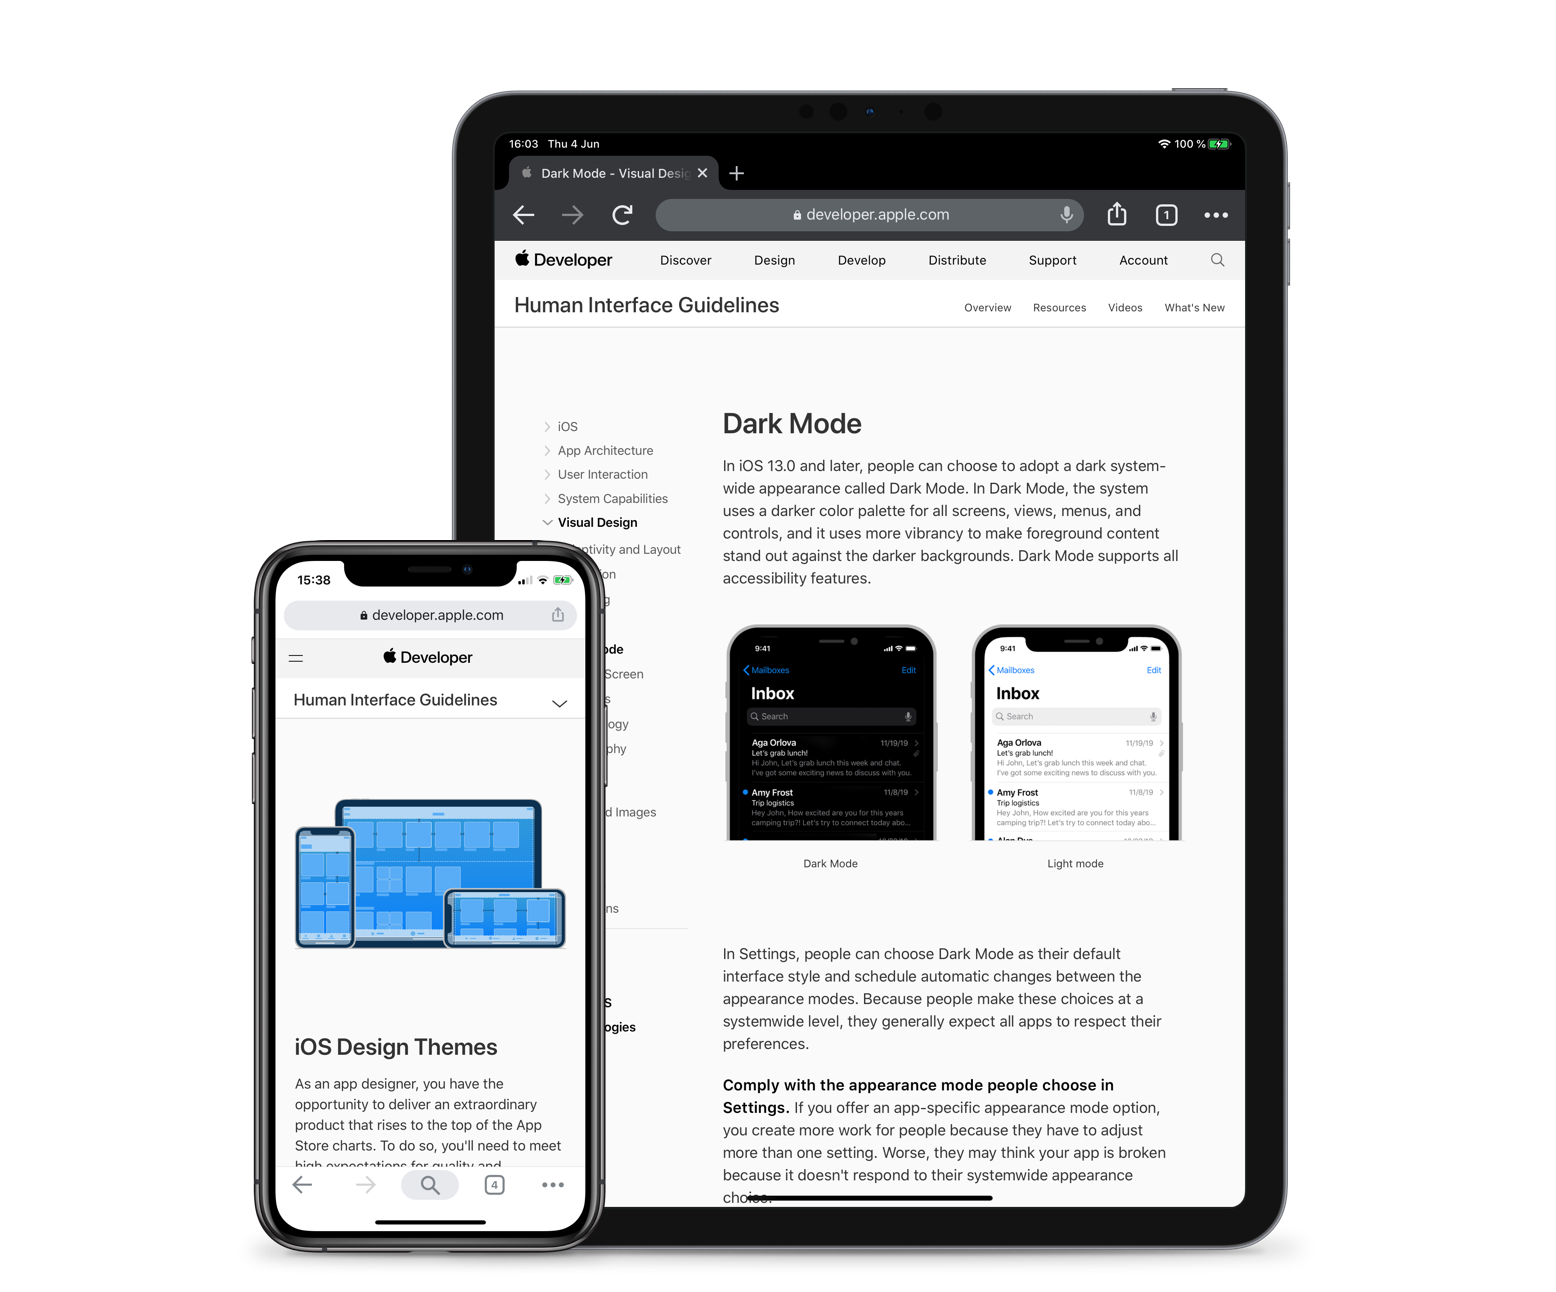 16:03 Thu 4 Jun
100 %
Dark Mode - Visual Desig
developer.apple.com
1
Developer
Discover
Design
Develop
Distribute
Support
Account
Human Interface Guidelines
Overview
Resources
Videos
What's New
iOS
App Architecture
User Interaction
System Capabilities
Visual Design
ptivity and Layout
on
g
ode
Screen
s
ogy
phy
d Images
ns
S
ogies
Dark Mode
In iOS 13.0 and later, people can choose to adopt a dark system-
wide appearance called Dark Mode. In Dark Mode, the system
uses a darker color palette for all screens, views, menus, and
controls, and it uses more vibrancy to make foreground content
stand out against the darker backgrounds. Dark Mode supports all
accessibility features.
9:41
Mailboxes
Edit
Inbox
Search
Aga Orlova 11/19/19
Let's grab lunch!
Hi John, Let's grab lunch this week and chat.
I've got some exciting news to discuss with you.
Amy Frost 11/8/19
Trip logistics
Hey John, How excited are you for this years
camping trip?! Let's try to connect today abo...
Dark Mode
9:41
Mailboxes
Edit
Inbox
Search
Aga Orlova 11/19/19
Let's grab lunch!
Hi John, Let's grab lunch this week and chat.
I've got some exciting news to discuss with you.
Amy Frost 11/8/19
Trip logistics
Hey John, How excited are you for this years
camping trip?! Let's try to connect today abo...
Light mode
In Settings, people can choose Dark Mode as their default
interface style and schedule automatic changes between the
appearance modes. Because people make these choices at a
systemwide level, they generally expect all apps to respect their
preferences.
Comply with the appearance mode people choose in
Settings. If you offer an app-specific appearance mode option,
you create more work for people because they have to adjust
more than one setting. Worse, they may think your app is broken
because it doesn't respond to their systemwide appearance
choice.
15:38
developer.apple.com
Developer
Human Interface Guidelines
iOS Design Themes
As an app designer, you have the
opportunity to deliver an extraordinary
product that rises to the top of the App
Store charts. To do so, you'll need to meet
high expectations for quality and
4